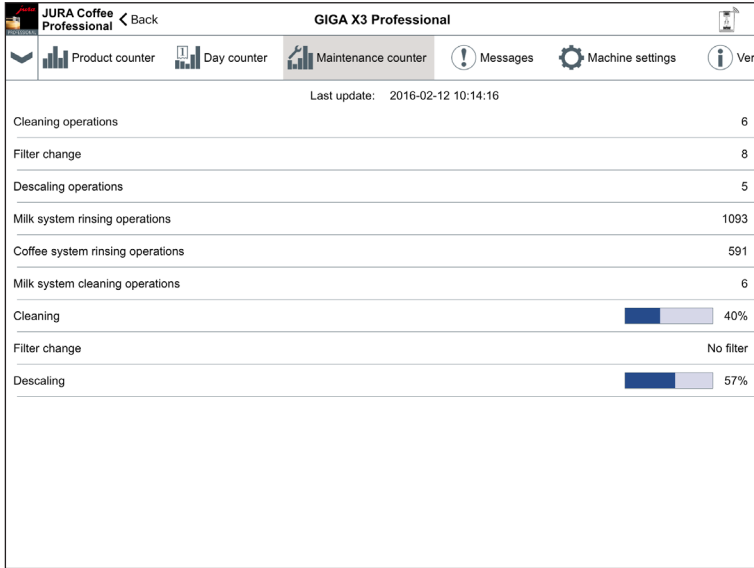 JURA Coffee
Professional
Back
GIGA X3 Professional
Product counter
1
Day counter
Maintenance counter
Messages
Machine settings
Ver
Last update: 2016-02-12 10:14:16
Cleaning operations 6
Filter change 8
Descaling operations 5
Milk system rinsing operations 1093
Coffee system rinsing operations 591
Milk system cleaning operations 6
Cleaning 40%
Filter change No filter
Descaling 57%